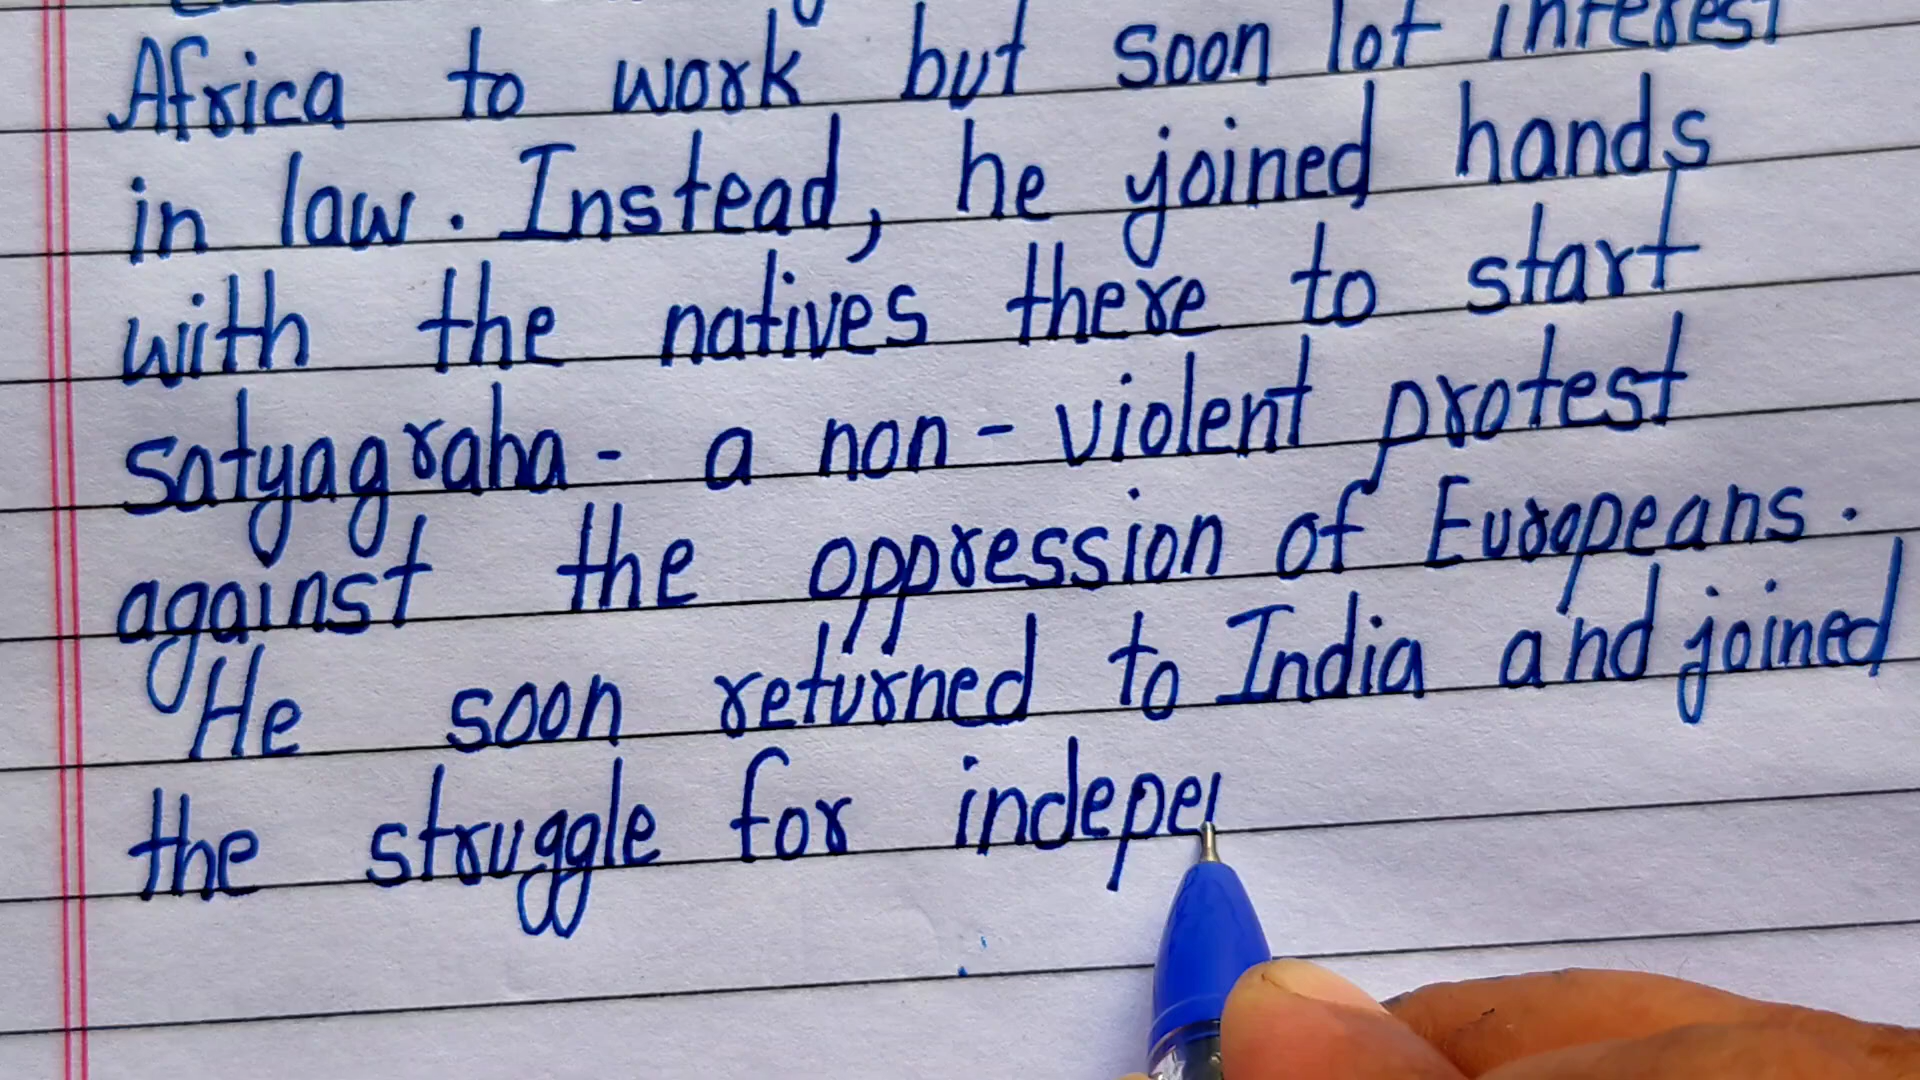 Africa to work but soon lot interest
in law. Instead, he joined hands
with the natives there to start
satyagraha - a non - violent protest
against the oppression of Europeans.
He soon returned to India and joined
the struggle for indepe